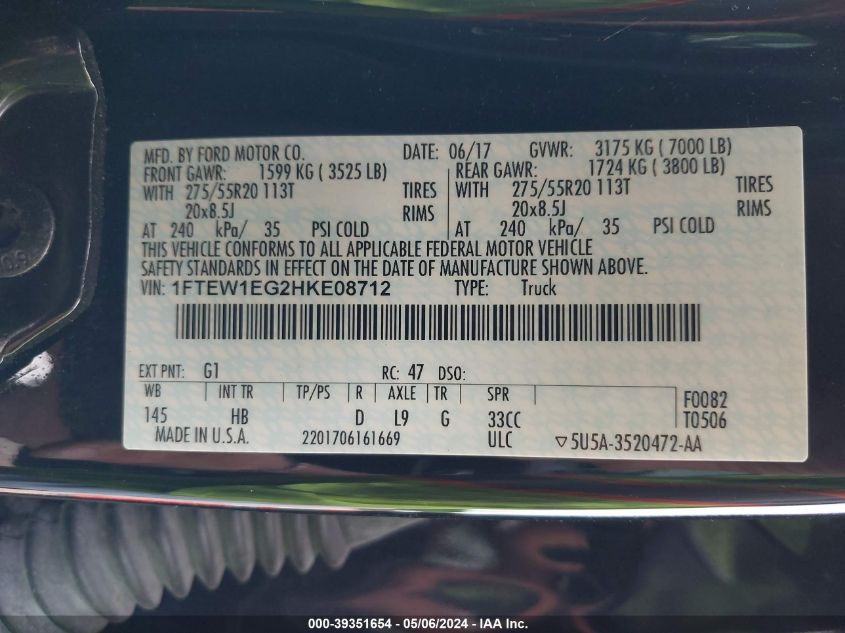 MFD. BY FORD MOTOR CO. DATE: 06/17 GVWR: 3175 KG ( 7000 LB)
FRONT GAWR: 1599 KG ( 3525 LB) REAR GAWR: 1724 KG ( 3800 LB)
WITH 275/55R20 113T TIRES WITH 275/55R20 113T TIRES
20x8.5J RIMS 20x8.5J RIMS
AT 240 kPa/ 35 PSI COLD AT 240 kPa/ 35 PSI COLD
THIS VEHICLE CONFORMS TO ALL APPLICABLE FEDERAL MOTOR VEHICLE
SAFETY STANDARDS IN EFFECT ON THE DATE OF MANUFACTURE SHOWN ABOVE.
VIN: 1FTEW1EG2HKE08712 TYPE: Truck
EXT PNT: G1 RC: 47 DSO:
WB INT TR TP/PS R AXLE TR SPR F0082
145 HB D L9 G 33CC T0506
MADE IN U.S.A. 2201706161669 ULC ▽5U5A-3520472-AA
000-39351654 - 05/06/2024 - IAA Inc.